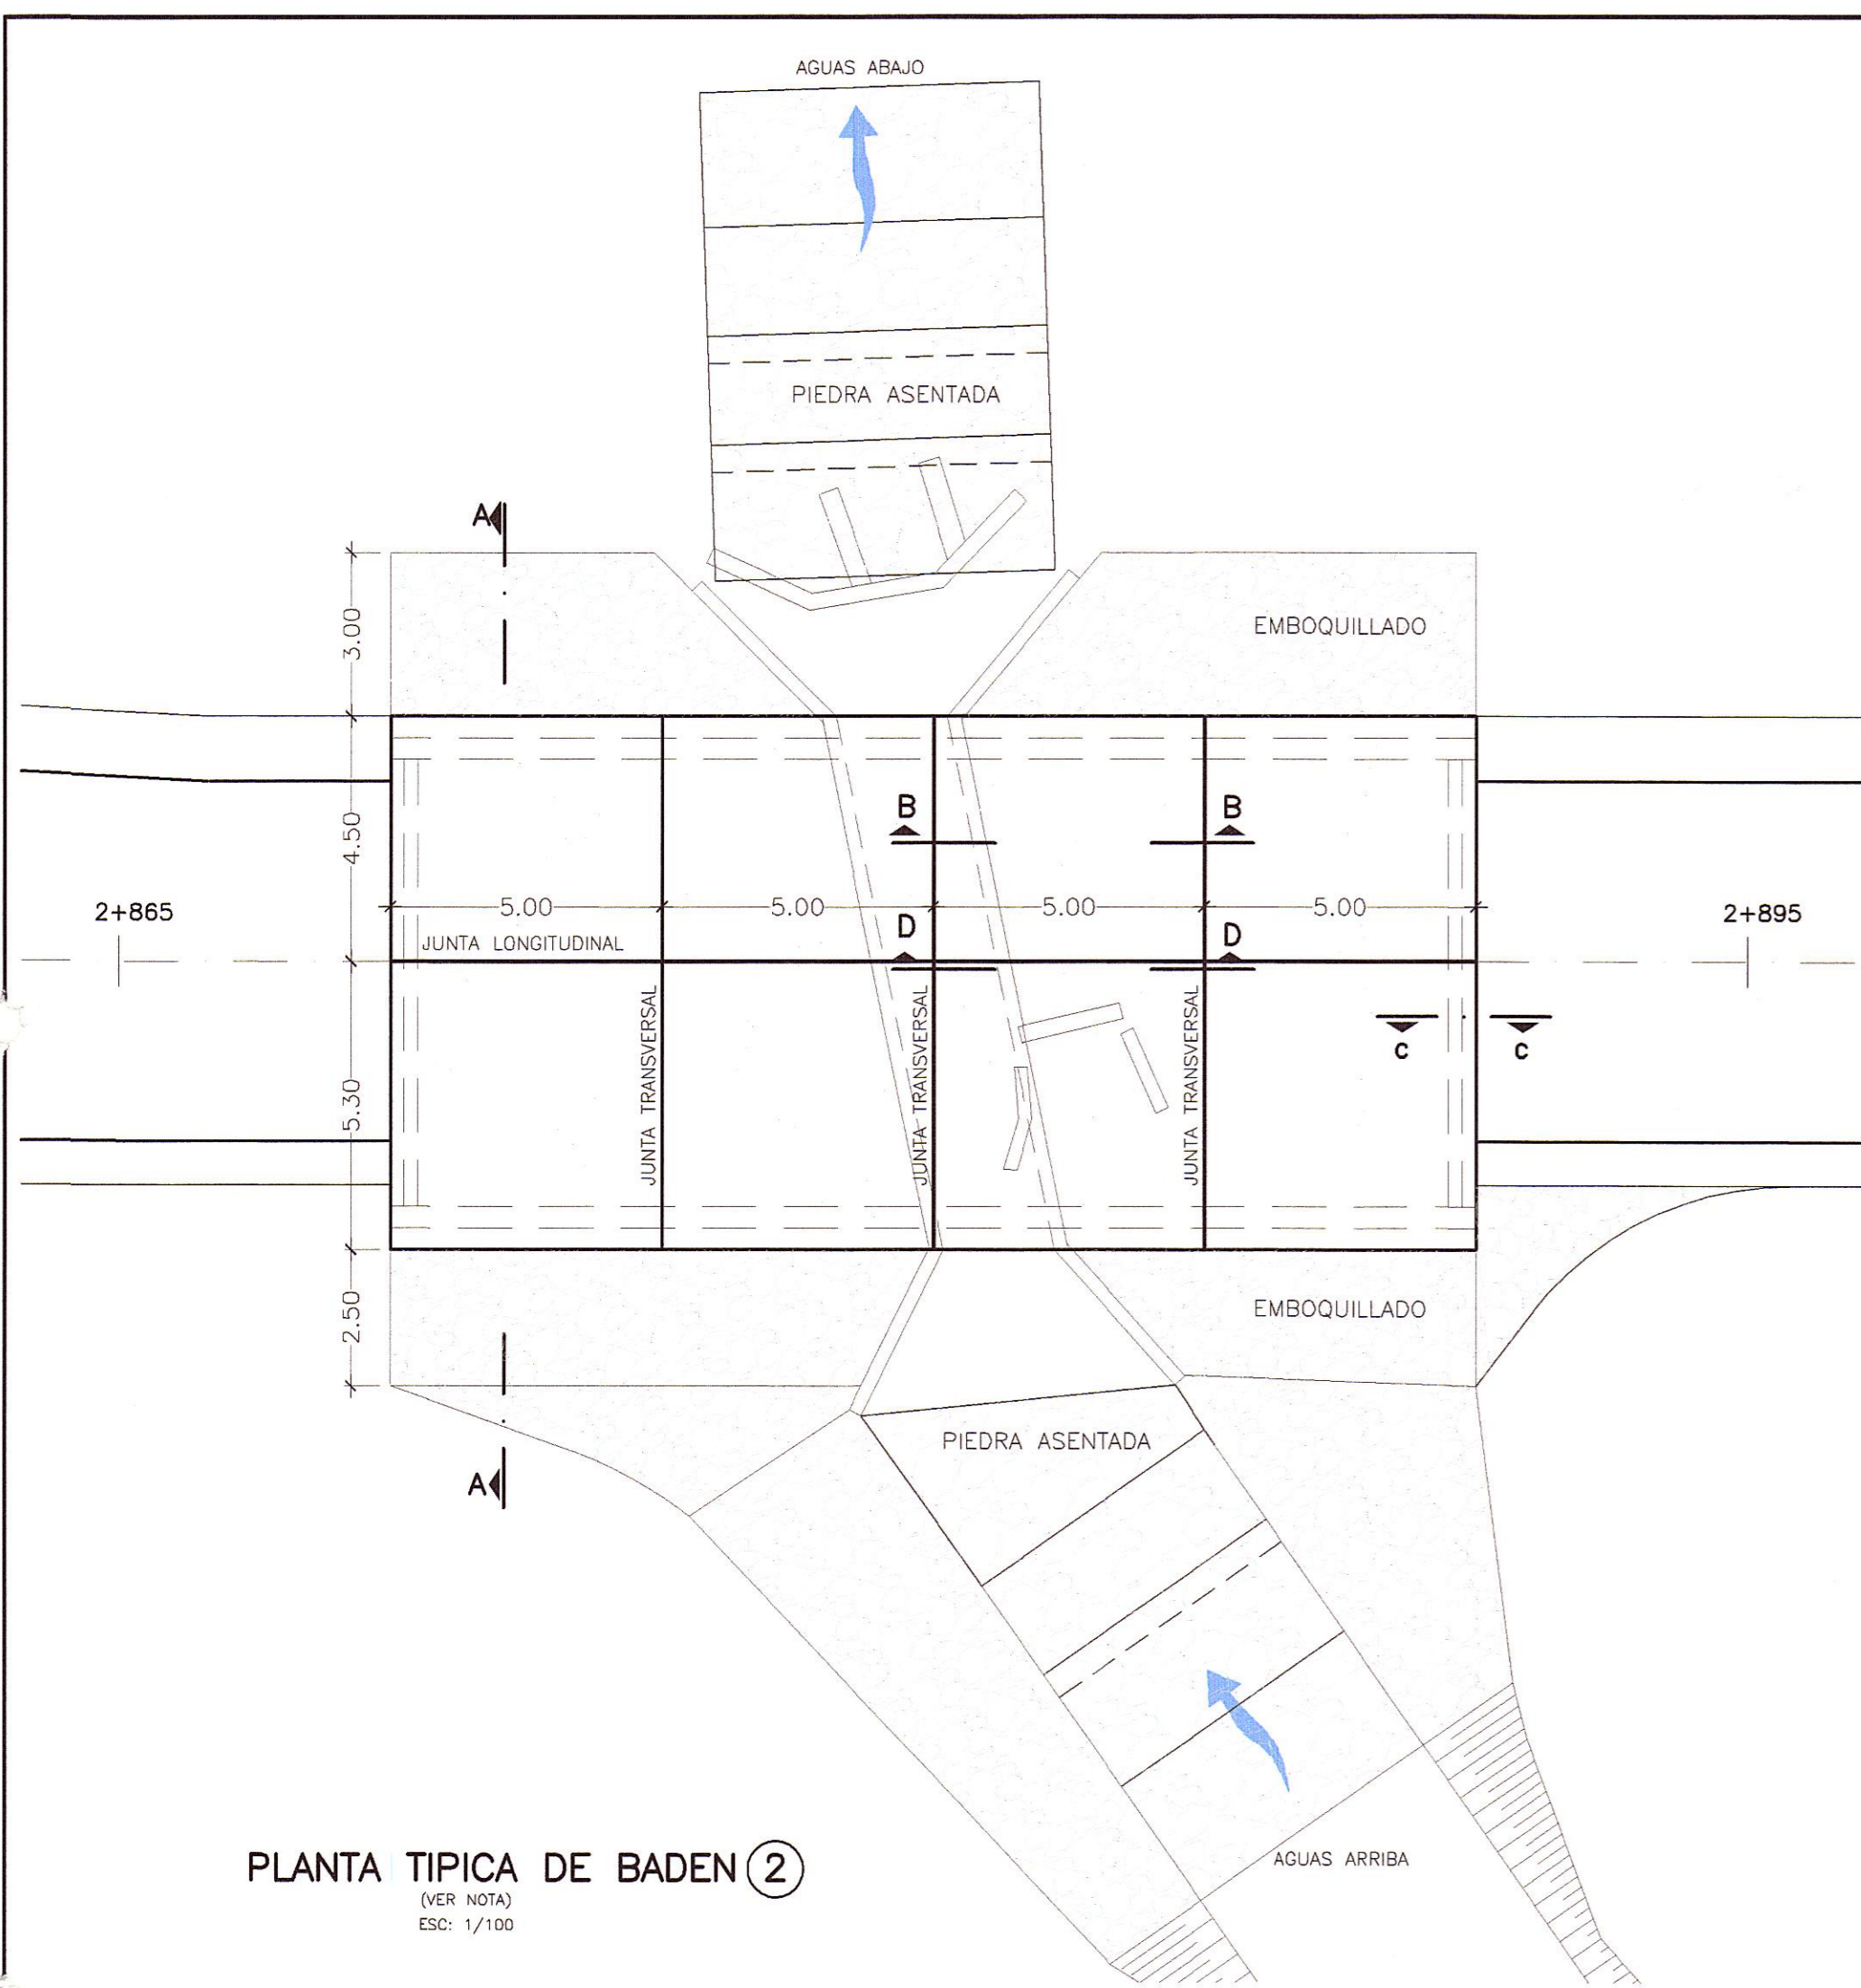 AGUAS ABAJO
PIEDRA ASENTADA
A
3.00
EMBOQUILLADO
4.50
B
B
2+865
5.00
5.00
5.00
5.00
2+895
D
D
JUNTA LONGITUDINAL
JUNTA TRANSVERSAL
JUNTA TRANSVERSAL
JUNTA TRANSVERSAL
C
C
5.30
2.50
EMBOQUILLADO
PIEDRA ASENTADA
A
AGUAS ARRIBA
PLANTA TIPICA DE BADEN 2
(VER NOTA)
ESC: 1/100